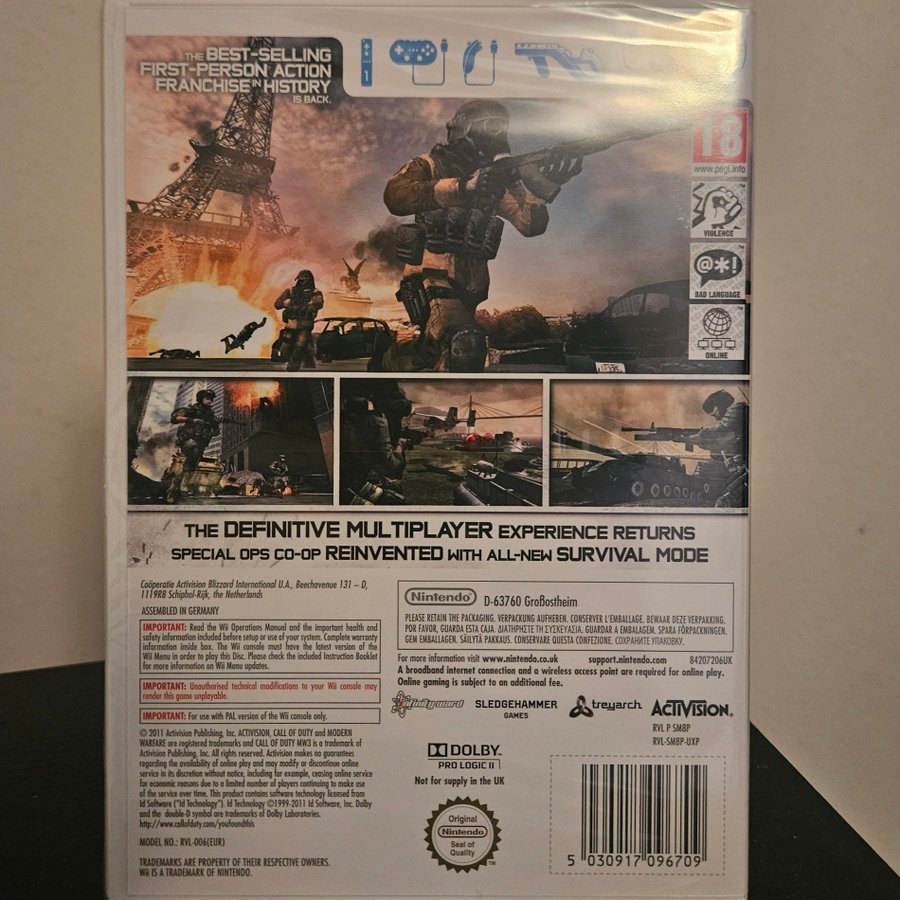 THE BEST-SELLING
FIRST-PERSON ACTION
FRANCHISE IN HISTORY
IS BACK.
1
18
www.pegi.info
VIOLENCE
@*!
BAD LANGUAGE
ONLINE
THE DEFINITIVE MULTIPLAYER EXPERIENCE RETURNS
SPECIAL OPS CO-OP REINVENTED WITH ALL-NEW SURVIVAL MODE
Coöperatie Activision Blizzard International U.A., Beechavenue 131 – D,
1119RB Schiphol-Rijk, the Netherlands
ASSEMBLED IN GERMANY
IMPORTANT: Read the Wii Operations Manual and the important health and
safety information included before setup or use of your system. Complete warranty
information inside box. The Wii console must have the latest version of the
Wii Menu in order to play this Disc. Please check the included Instruction Booklet
for more information on Wii Menu updates.
IMPORTANT: Unauthorised technical modifications to your Wii console may
render this game unplayable.
IMPORTANT: For use with PAL version of the Wii console only.
© 2011 Activision Publishing, Inc. ACTIVISION, CALL OF DUTY and MODERN
WARFARE are registered trademarks and CALL OF DUTY MW3 is a trademark of
Activision Publishing, Inc. All rights reserved. Activision makes no guarantees
regarding the availability of online play and may modify or discontinue online
service in its discretion without notice, including for example, ceasing online service
for economic reasons due to a limited number of players continuing to make use
of the service over time. This product contains software technology licensed from
Id Software ("Id Technology"). Id Technology ©1999-2011 Id Software, Inc. Dolby
and the double-D symbol are trademarks of Dolby Laboratories.
http://www.callofduty.com/youfoundthis
MODEL NO.: RVL-006(EUR)
TRADEMARKS ARE PROPERTY OF THEIR RESPECTIVE OWNERS.
Wii IS A TRADEMARK OF NINTENDO.
Nintendo® D-63760 Großostheim
PLEASE RETAIN THE PACKAGING. VERPACKUNG AUFHEBEN. CONSERVER L'EMBALLAGE. BEWAAR DEZE VERPAKKING.
POR FAVOR, GUARDA ESTA CAJA. ΔΙΑΤΗΡΗΣΤΕ ΤΗ ΣΥΣΚΕΥΑΣΙΑ. GUARDAR A EMBALAGEM. SPARA FÖRPACKNINGEN.
GEM EMBALLAGEN. SÄILYTÄ PAKKAUS. CONSERVARE QUESTA CONFEZIONE. СОХРАНИТЕ УПАКОВКУ.
For more information visit www.nintendo.co.uk support.nintendo.com 84207206UK
A broadband internet connection and a wireless access point are required for online play.
Online gaming is subject to an additional fee.
infinity ward SLEDGEHAMMER GAMES treyarch ACTIVISION®
RVL P SM8P
RVL-SM8P-UXP
DOLBY
PRO LOGIC II
Not for supply in the UK
Original
Nintendo
Seal of
Quality
TM
5 030917 096709